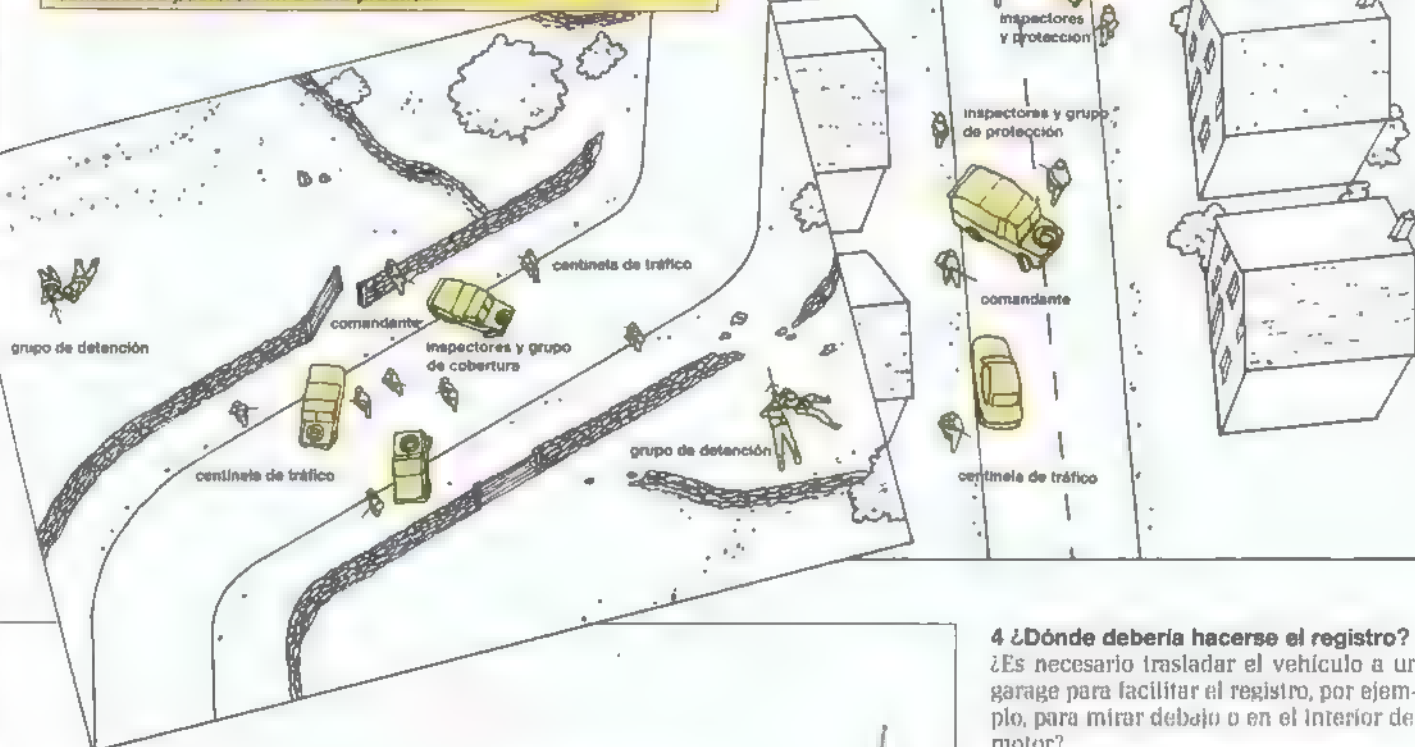 inspectores
y protección
inspectores y grupo
de protección
centinela de tráfico
comandante
grupo de detención
inspectores y grupo
de cobertura
comandante
centinela de tráfico
grupo de detención
centinela de tráfico
4 ¿Dónde debería hacerse el registro?
¿Es necesario trasladar el vehículo a un
garage para facilitar el registro, por ejem-
plo, para mirar debajo o en el interior de
motor?